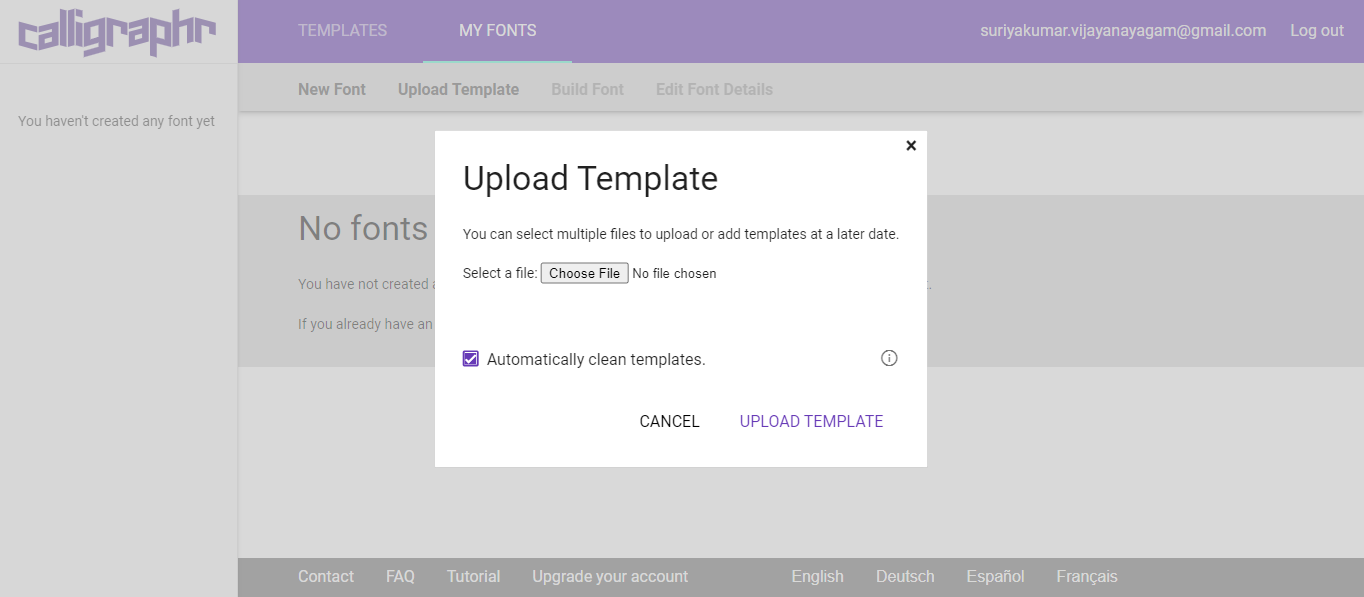 calligraphr
TEMPLATES
MY FONTS
suriyakumar.vijayanayagam@gmail.com
Log out
New Font
Upload Template
Build Font
Edit Font Details
You haven't created any font yet
No fonts
You have not created
If you already have an
Upload Template
You can select multiple files to upload or add templates at a later date.
Select a file: Choose File No file chosen
Automatically clean templates.
CANCEL
UPLOAD TEMPLATE
Contact
FAQ
Tutorial
Upgrade your account
English
Deutsch
Español
Français